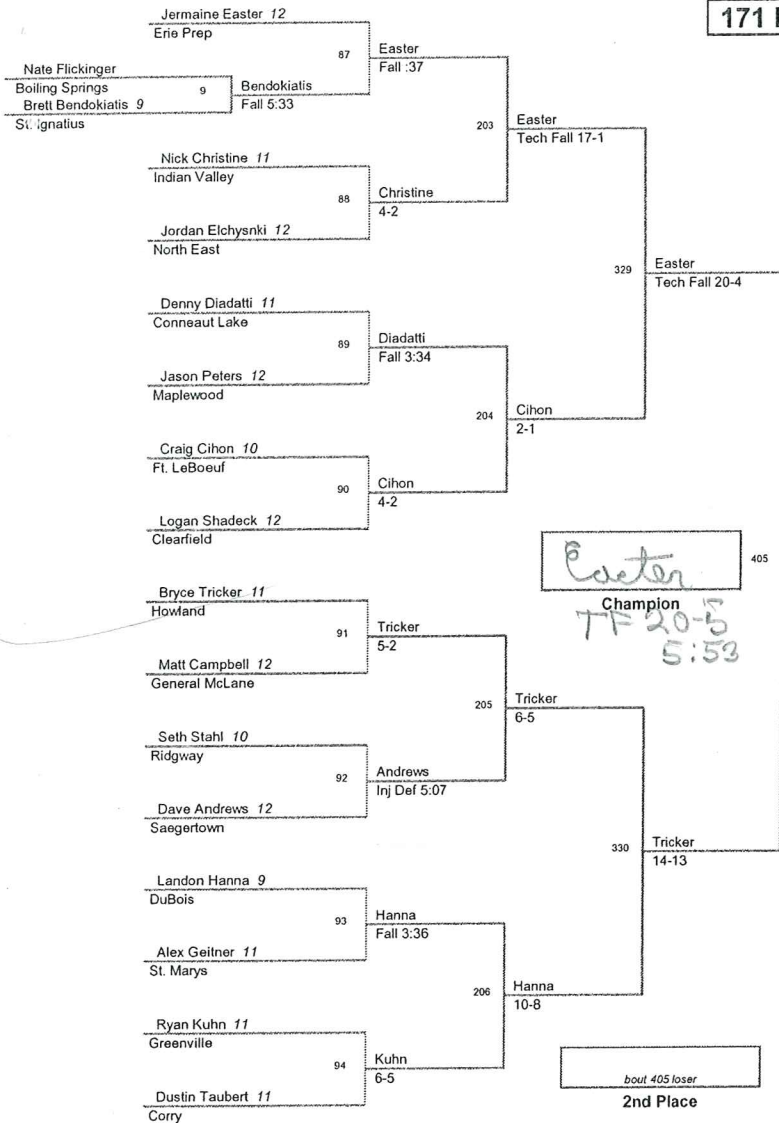 171
Jermaine Easter 12
Erie Prep
87
Easter
Fall :37
Nate Flickinger
Boiling Springs
9
Brett Bendokiatis 9
St. Ignatius
Bendokiatis
Fall 5:33
203
Easter
Tech Fall 17-1
Nick Christine 11
Indian Valley
88
Christine
4-2
Jordan Elchysnki 12
North East
329
Easter
Tech Fall 20-4
Denny Diadatti 11
Conneaut Lake
89
Diadatti
Fall 3:34
Jason Peters 12
Maplewood
204
Cihon
2-1
Craig Cihon 10
Ft. LeBoeuf
90
Cihon
4-2
Logan Shadeck 12
Clearfield
Easter
405
Champion
TF 20-5
5:53
Bryce Tricker 11
Howland
91
Tricker
5-2
Matt Campbell 12
General McLane
205
Tricker
6-5
Seth Stahl 10
Ridgway
92
Andrews
Inj Def 5:07
Dave Andrews 12
Saegertown
330
Tricker
14-13
Landon Hanna 9
DuBois
93
Hanna
Fall 3:36
Alex Geitner 11
St. Marys
206
Hanna
10-8
Ryan Kuhn 11
Greenville
94
Kuhn
6-5
Dustin Taubert 11
Corry
bout 405 loser
2nd Place